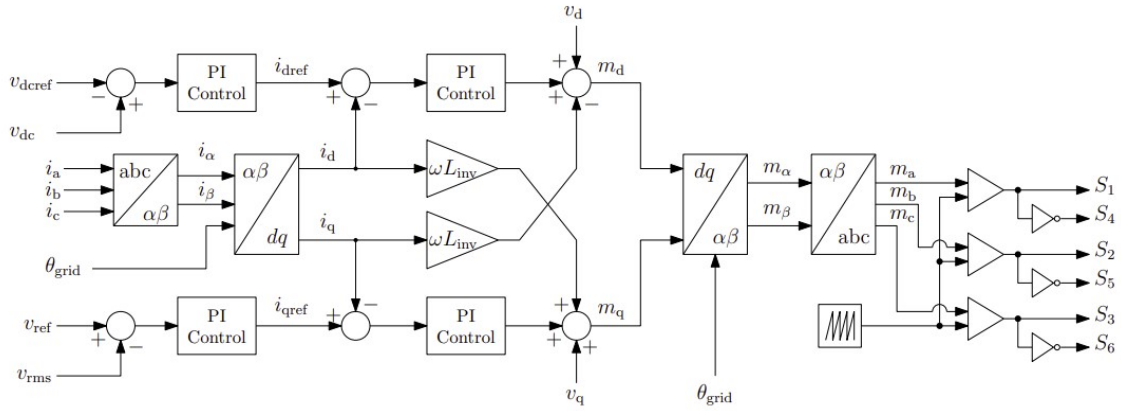 v_d
v_dcref
−
+
PI
Control
i_dref
+
−
PI
Control
+
+
−
m_d
v_dc
i_a
i_b
i_c
abc
αβ
i_α
i_β
αβ
dq
i_d
i_q
ωL_inv
ωL_inv
θ_grid
dq
αβ
m_α
m_β
αβ
abc
m_a
m_b
m_c
S_1
S_4
S_2
S_5
S_3
S_6
v_ref
+
−
PI
Control
i_qref
+
−
PI
Control
+
+
+
m_q
v_rms
v_q
θ_grid